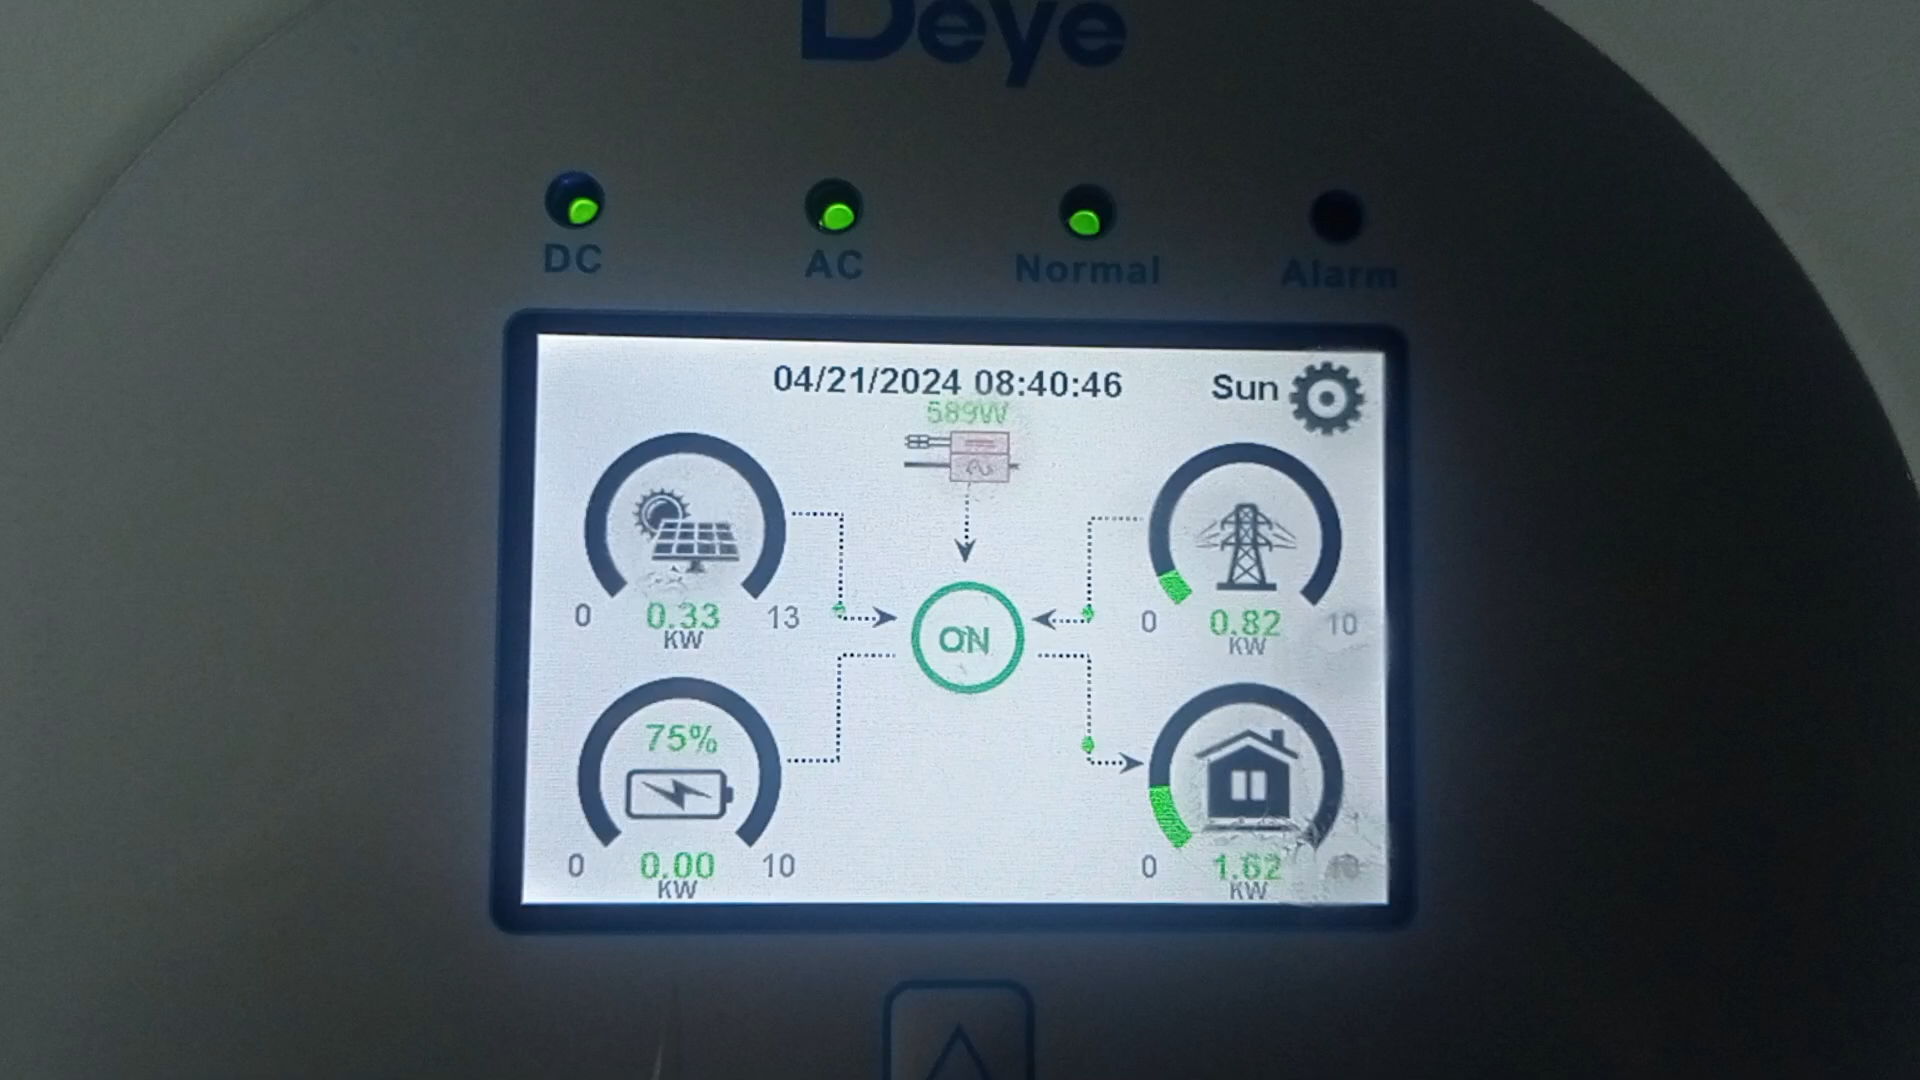 Deye
DC AC Normal Alarm
04/21/2024 08:40:46 Sun
589W
0 0.33 13
KW
0 0.82 10
KW
ON
75%
0 0.00 10
KW
0 1.62 10
KW